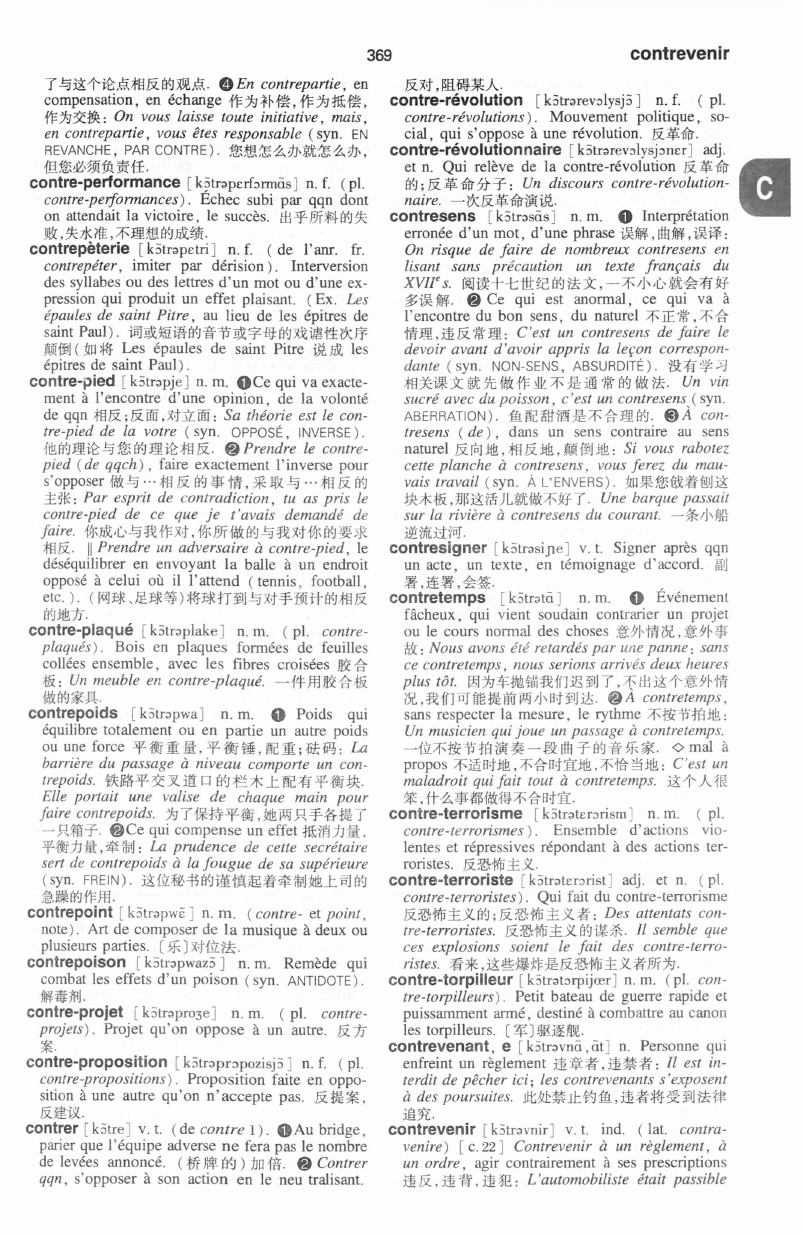 369
contrevenir
了与这个论点相反的观点. ❹ En contrepartie, en
compensation, en échange 作为补偿,作为抵偿,
作为交换: On vous laisse toute initiative, mais,
en contrepartie, vous êtes responsable (syn. EN
REVANCHE, PAR CONTRE). 您想怎么办就怎么办,
但您必须负责任.
contre-performance [kɔ̃trəpɛrfɔrmɑ̃s] n. f. ( pl.
contre-performances). Échec subi par qqn dont
on attendait la victoire, le succès. 出乎所料的失
败,失水准,不理想的成绩.
contrepèterie [kɔ̃trəpɛtri] n. f. ( de l'anr. fr.
contrepéter, imiter par dérision). Interversion
des syllabes ou des lettres d'un mot ou d'une ex-
pression qui produit un effet plaisant. (Ex. Les
épaules de saint Pitre, au lieu de les épitres de
saint Paul). 词或短语的音节或字母的戏谑性次序
颠倒(如将 Les épaules de saint Pitre 说成 les
épitres de saint Paul).
contre-pied [kɔ̃trəpje] n. m. ❶Ce qui va exacte-
ment à l'encontre d'une opinion, de la volonté
de qqn 相反;反面,对立面: Sa théorie est le con-
tre-pied de la votre (syn. OPPOSÉ, INVERSE).
他的理论与您的理论相反. ❷ Prendre le contre-
pied (de qqch), faire exactement l'inverse pour
s'opposer 做与…相反的事情,采取与…相反的
主张: Par esprit de contradiction, tu as pris le
contre-pied de ce que je t'avais demandé de
faire. 你成心与我作对,你所做的与我对你的要求
相反. ‖ Prendre un adversaire à contre-pied, le
déséquilibrer en envoyant la balle à un endroit
opposé à celui où il l'attend (tennis, football,
etc.). (网球、足球等)将球打到与对手预计的相反
的地方.
contre-plaqué [kɔ̃trəplake] n. m. ( pl. contre-
plaqués). Bois en plaques formées de feuilles
collées ensemble, avec les fibres croisées 胶合
板: Un meuble en contre-plaqué. 一件用胶合板
做的家具.
contrepoids [kɔ̃trəpwa] n. m. ❶ Poids qui
équilibre totalement ou en partie un autre poids
ou une force 平衡重量,平衡锤,配重;砝码: La
barrière du passage à niveau comporte un con-
trepoids. 铁路平交叉道口的栏木上配有平衡块.
Elle portait une valise de chaque main pour
faire contrepoids. 为了保持平衡,她两只手各提了
一只箱子. ❷Ce qui compense un effet 抵消力量,
平衡力量,牵制: La prudence de cette secrétaire
sert de contrepoids à la fougue de sa supérieure
(syn. FREIN). 这位秘书的谨慎起着牵制她上司的
急躁的作用.
contrepoint [kɔ̃trəpwɛ̃] n. m. (contre- et point,
note). Art de composer de la musique à deux ou
plusieurs parties. 〔乐〕对位法.
contrepoison [kɔ̃trəpwazɔ̃] n. m. Remède qui
combat les effets d'un poison (syn. ANTIDOTE).
解毒剂.
contre-projet [kɔ̃trəprɔʒe] n. m. ( pl. contre-
projets). Projet qu'on oppose à un autre. 反方
案.
contre-proposition [kɔ̃trəprɔpozisjɔ̃] n. f. ( pl.
contre-propositions). Proposition faite en oppo-
sition à une autre qu'on n'accepte pas. 反提案,
反建议.
contrer [kɔ̃tre] v. t. (de contre 1). ❶Au bridge,
parier que l'équipe adverse ne fera pas le nombre
de levées annoncé. (桥牌的)加倍. ❷ Contrer
qqn, s'opposer à son action en le neu tralisant.
反对,阻碍某人.
contre-révolution [kɔ̃trərevɔlysjɔ̃] n. f. ( pl.
contre-révolutions). Mouvement politique, so-
cial, qui s'oppose à une révolution. 反革命.
contre-révolutionnaire [kɔ̃trərevɔlysjɔnɛr] adj.
et n. Qui relève de la contre-révolution 反革命
的;反革命分子: Un discours contre-révolution-
naire. 一次反革命演说.
C
contresens [kɔ̃trəsɑ̃s] n. m. ❶ Interprétation
erronée d'un mot, d'une phrase 误解,曲解,误译:
On risque de faire de nombreux contresens en
lisant sans précaution un texte français du
XVIIᵉ s. 阅读十七世纪的法文,一不小心就会有好
多误解. ❷ Ce qui est anormal, ce qui va à
l'encontre du bon sens, du naturel 不正常,不合
情理,违反常理: C'est un contresens de faire le
devoir avant d'avoir appris la leçon correspon-
dante (syn. NON-SENS, ABSURDITÉ). 没有学习
相关课文就先做作业不是通常的做法. Un vin
sucré avec du poisson, c'est un contresens (syn.
ABERRATION). 鱼配甜酒是不合理的. ❸À con-
tresens (de), dans un sens contraire au sens
naturel 反向地,相反地,颠倒地: Si vous rabotez
cette planche à contresens, vous ferez du mau-
vais travail (syn. À L'ENVERS). 如果您戗着刨这
块木板,那这活儿就做不好了. Une barque passait
sur la rivière à contresens du courant. 一条小船
逆流过河.
contresigner [kɔ̃trəsiɲe] v. t. Signer après qqn
un acte, un texte, en témoignage d'accord. 副
署,连署,会签.
contretemps [kɔ̃trətɑ̃] n. m. ❶ Événement
fâcheux, qui vient soudain contrarier un projet
ou le cours normal des choses 意外情况,意外事
故: Nous avons été retardés par une panne; sans
ce contretemps, nous serions arrivés deux heures
plus tôt. 因为车抛锚我们迟到了,不出这个意外情
况,我们可能提前两小时到达. ❷À contretemps,
sans respecter la mesure, le rythme 不按节拍地:
Un musicien qui joue un passage à contretemps.
一位不按节拍演奏一段曲子的音乐家. ◇ mal à
propos 不适时地,不合时宜地,不恰当地: C'est un
maladroit qui fait tout à contretemps. 这个人很
笨,什么事都做得不合时宜.
contre-terrorisme [kɔ̃trətɛrɔrism] n. m. ( pl.
contre-terrorismes). Ensemble d'actions vio-
lentes et répressives répondant à des actions ter-
roristes. 反恐怖主义.
contre-terroriste [kɔ̃trətɛrɔrist] adj. et n. ( pl.
contre-terroristes). Qui fait du contre-terrorisme
反恐怖主义的;反恐怖主义者: Des attentats con-
tre-terroristes. 反恐怖主义的谋杀. Il semble que
ces explosions soient le fait des contre-terro-
ristes. 看来,这些爆炸是反恐怖主义者所为.
contre-torpilleur [kɔ̃trətɔrpijœr] n. m. (pl. con-
tre-torpilleurs). Petit bateau de guerre rapide et
puissamment armé, destiné à combattre au canon
les torpilleurs. 〔军〕驱逐舰.
contrevenant, e [kɔ̃trəvnɑ̃,ɑ̃t] n. Personne qui
enfreint un règlement 违章者,违禁者: Il est in-
terdit de pêcher ici; les contrevenants s'exposent
à des poursuites. 此处禁止钓鱼,违者将受到法律
追究.
contrevenir [kɔ̃trəvnir] v. t. ind. ( lat. contra-
venire) [c. 22] Contrevenir à un règlement, à
un ordre, agir contrairement à ses prescriptions
违反,违背,违犯: L'automobiliste était passible